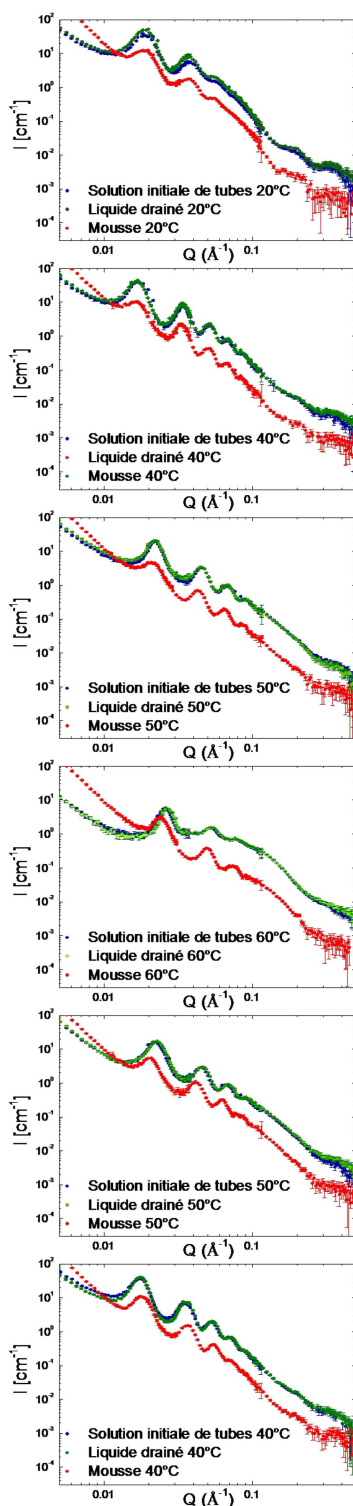 10²
10¹
10⁰
10⁻¹
10⁻²
10⁻³
10⁻⁴
I [cm⁻¹]
Solution initiale de tubes 20°C
Liquide drainé 20°C
Mousse 20°C
0.01
0.1
Q (Å⁻¹)
10²
10¹
10⁰
10⁻¹
10⁻²
10⁻³
10⁻⁴
I [cm⁻¹]
Solution initiale de tubes 40°C
Liquide drainé 40°C
Mousse 40°C
0.01
0.1
Q (Å⁻¹)
10²
10¹
10⁰
10⁻¹
10⁻²
10⁻³
10⁻⁴
I [cm⁻¹]
Solution initiale de tubes 50°C
Liquide drainé 50°C
Mousse 50°C
0.01
0.1
Q (Å⁻¹)
10²
10¹
10⁰
10⁻¹
10⁻²
10⁻³
10⁻⁴
I [cm⁻¹]
Solution initiale de tubes 60°C
Liquide drainé 60°C
Mousse 60°C
0.01
0.1
Q (Å⁻¹)
10²
10¹
10⁰
10⁻¹
10⁻²
10⁻³
10⁻⁴
I [cm⁻¹]
Solution initiale de tubes 50°C
Liquide drainé 50°C
Mousse 50°C
0.01
0.1
Q (Å⁻¹)
10²
10¹
10⁰
10⁻¹
10⁻²
10⁻³
10⁻⁴
I [cm⁻¹]
Solution initiale de tubes 40°C
Liquide drainé 40°C
Mousse 40°C
0.01
0.1
Q (Å⁻¹)